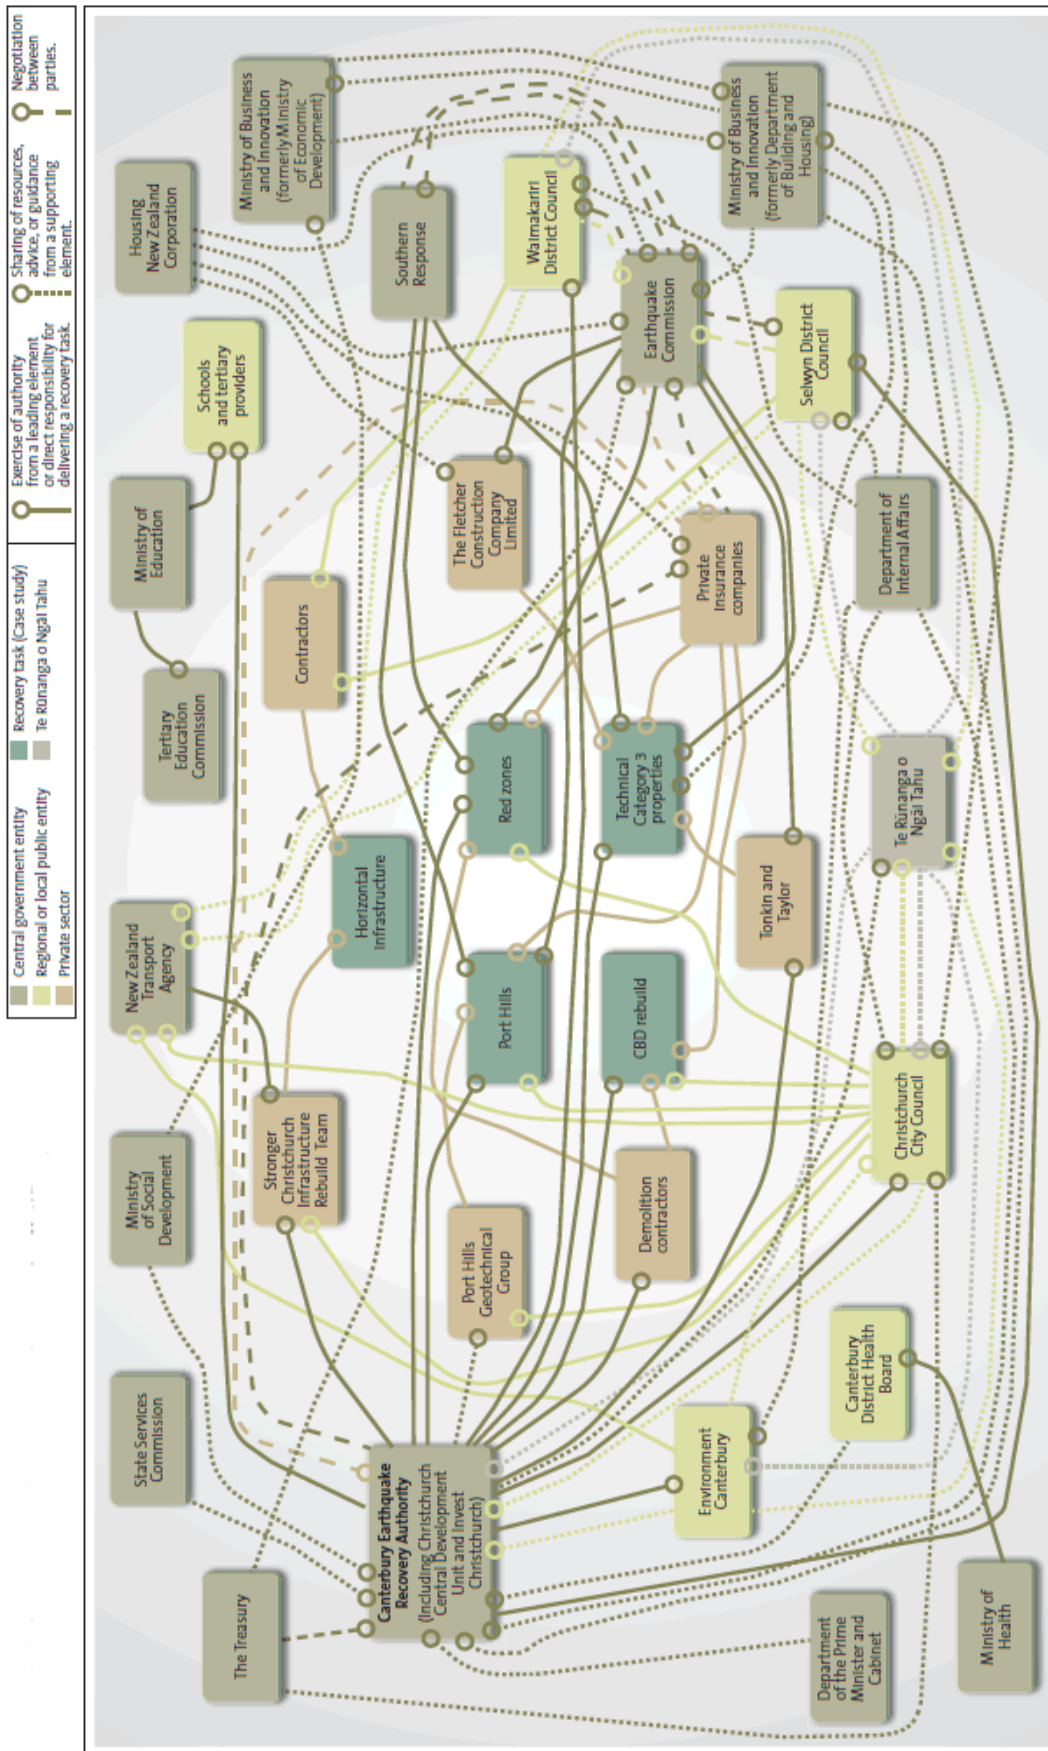 Central government entity
Regional or local public entity
Private sector
Recovery task (Case study)
Te Rūnanga o Ngāi Tahu
Exercise of authority
from a leading element
or direct responsibility for
delivering a recovery task.
Sharing of resources,
advice, or guidance
from a supporting
element.
Negotiation
between
parties.
The Treasury
State Services
Commission
Ministry
of Social
Development
New Zealand
Transport
Agency
Tertiary
Education
Commission
Ministry of
Education
Schools
and tertiary
providers
Housing
New Zealand
Corporation
Ministry of Business
and Innovation
(formerly Ministry
of Economic
Development)
Canterbury Earthquake
Recovery Authority
(Including Christchurch
Central Development
Unit and Invest
Christchurch)
Stronger
Christchurch
Infrastructure
Rebuild Team
Horizontal
Infrastructure
Contractors
Southern
Response
Port Hills
Geotechnical
Group
Port Hills
Red zones
The Fletcher
Construction
Company
Limited
Waimakariri
District Council
Demolition
contractors
CBD rebuild
Technical
Category 3
properties
Earthquake
Commission
Environment
Canterbury
Tonkin and
Taylor
Private
Insurance
companies
Ministry of Business
and Innovation
(formerly Department
of Building and
Housing)
Department
of the Prime
Minister and
Cabinet
Canterbury
District Health
Board
Christchurch
City Council
Te Rūnanga o
Ngāi Tahu
Department of
Internal Affairs
Selwyn District
Council
Ministry of
Health